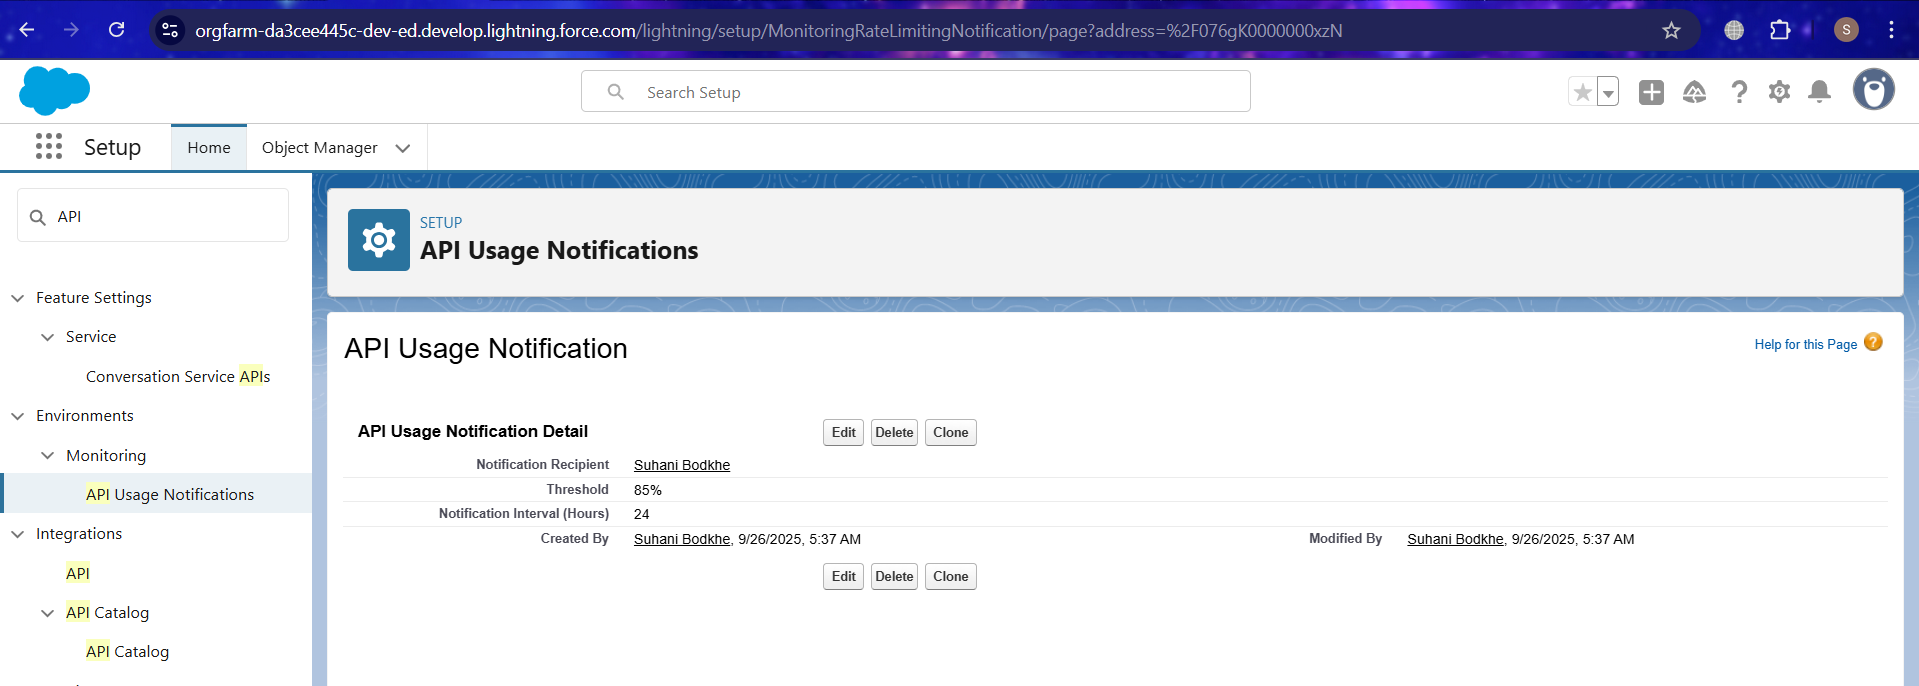 orgfarm-da3cee445c-dev-ed.develop.lightning.force.com/lightning/setup/MonitoringRateLimitingNotification/page?address=%2F076gK0000000xzN
S
Search Setup
Setup
Home
Object Manager
API
Feature Settings
Service
Conversation Service APIs
Environments
Monitoring
API Usage Notifications
Integrations
API
API Catalog
API Catalog
SETUP
API Usage Notifications
API Usage Notification
Help for this Page ?
API Usage Notification Detail
Edit Delete Clone
Notification Recipient Suhani Bodkhe
Threshold 85%
Notification Interval (Hours) 24
Created By Suhani Bodkhe, 9/26/2025, 5:37 AM Modified By Suhani Bodkhe, 9/26/2025, 5:37 AM
Edit Delete Clone